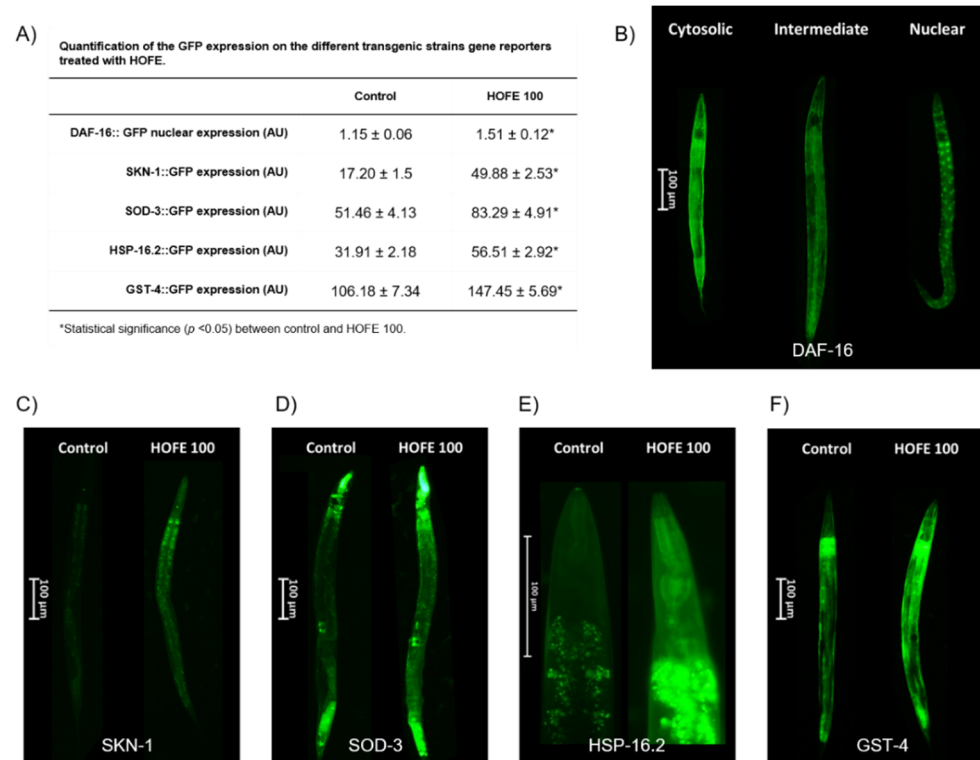 A)
Quantification of the GFP expression on the different transgenic strains gene reporters
treated with HOFE.
Control HOFE 100
DAF-16:: GFP nuclear expression (AU) 1.15 ± 0.06 1.51 ± 0.12*
SKN-1::GFP expression (AU) 17.20 ± 1.5 49.88 ± 2.53*
SOD-3::GFP expression (AU) 51.46 ± 4.13 83.29 ± 4.91*
HSP-16.2::GFP expression (AU) 31.91 ± 2.18 56.51 ± 2.92*
GST-4::GFP expression (AU) 106.18 ± 7.34 147.45 ± 5.69*
*Statistical significance (p <0.05) between control and HOFE 100.
B)
Cytosolic Intermediate Nuclear
100 µm
DAF-16
C)
Control HOFE 100
100 µm
SKN-1
D)
Control HOFE 100
100 µm
SOD-3
E)
Control HOFE 100
100 µm
HSP-16.2
F)
Control HOFE 100
100 µm
GST-4